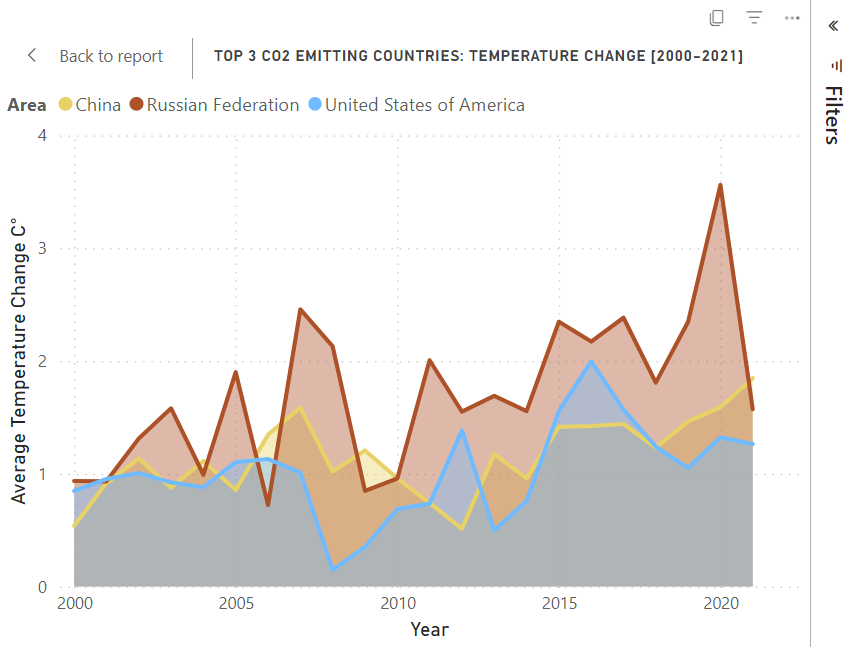 Back to report
TOP 3 CO2 EMITTING COUNTRIES: TEMPERATURE CHANGE [2000-2021]
Area China Russian Federation United States of America
Filters
Average Temperature Change C°
4
3
2
1
0
2000 2005 2010 2015 2020
Year